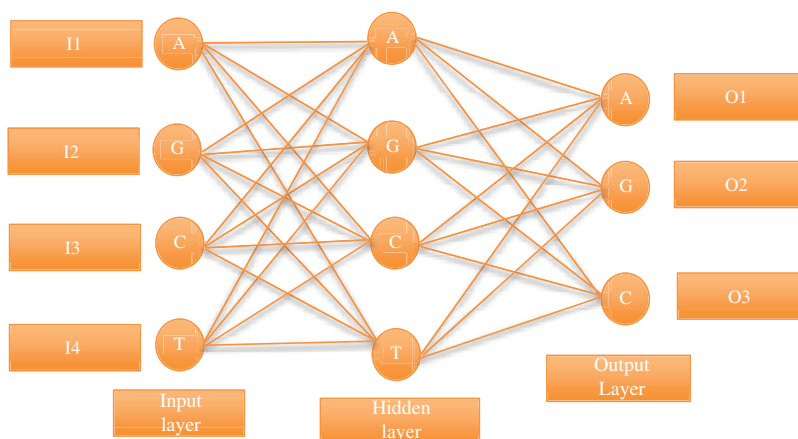 I1
A
A
A
O1
I2
G
G
G
O2
I3
C
C
C
O3
I4
T
T
Input
layer
Hidden
layer
Output
Layer